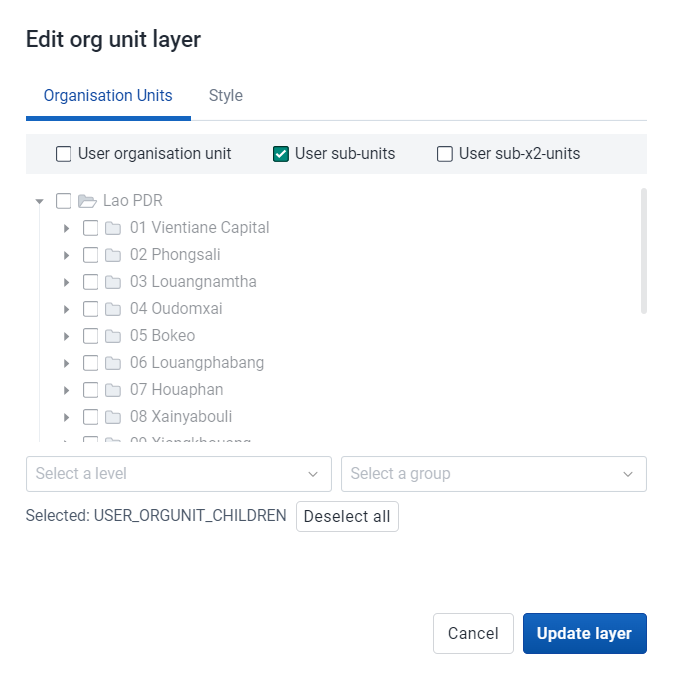 Edit org unit layer
Organisation Units Style
User organisation unit User sub-units User sub-x2-units
Lao PDR
01 Vientiane Capital
02 Phongsali
03 Louangnamtha
04 Oudomxai
05 Bokeo
06 Louangphabang
07 Houaphan
08 Xainyabouli
09 Xiangkhouang
Select a level Select a group
Selected: USER_ORGUNIT_CHILDREN Deselect all
Cancel Update layer